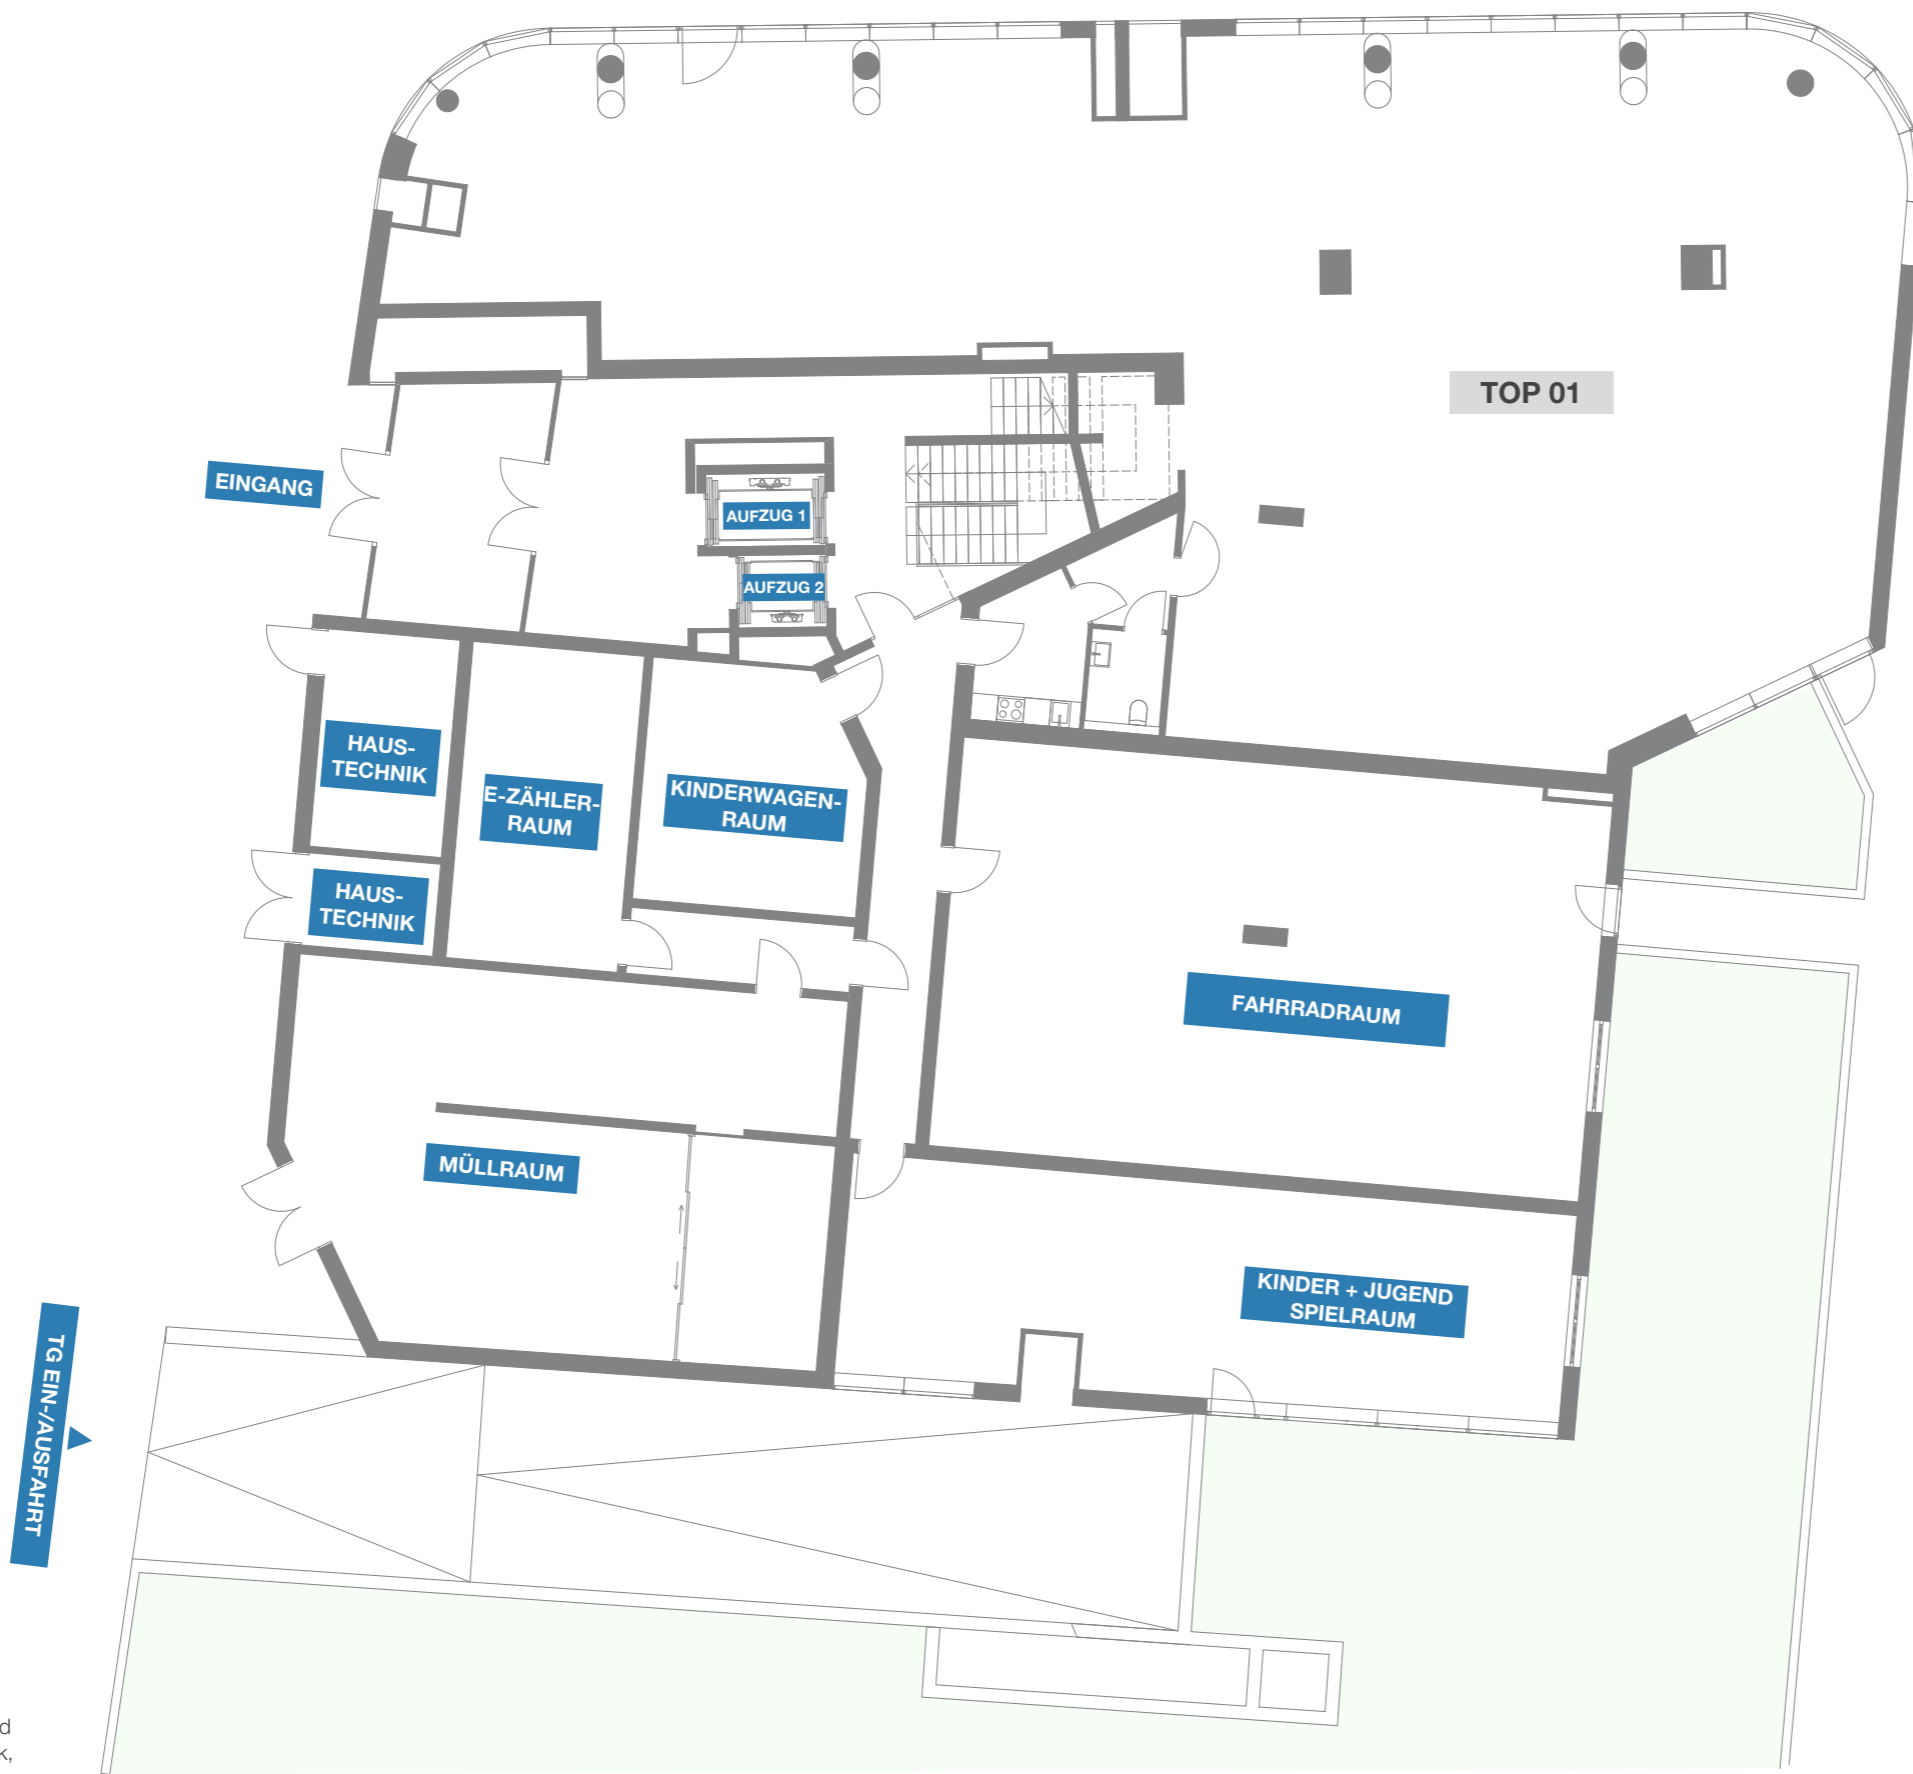 TOP 01
EINGANG
AUFZUG 1
AUFZUG 2
HAUS-
TECHNIK
E-ZÄHLER-
RAUM
KINDERWAGEN-
RAUM
HAUS-
TECHNIK
FAHRRADRAUM
MÜLLRAUM
KINDER + JUGEND
SPIELRAUM
TG EIN-/AUSFAHRT
d
k,